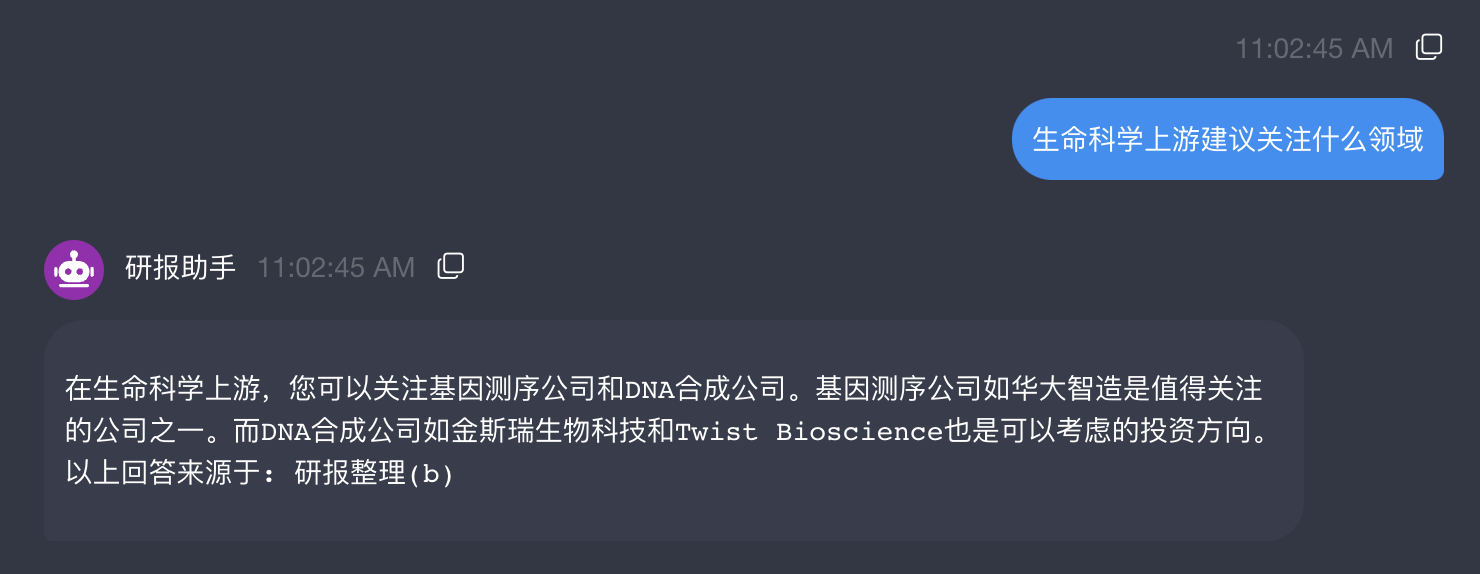 11:02:45 AM
生命科学上游建议关注什么领域
研报助手 11:02:45 AM
在生命科学上游，您可以关注基因测序公司和DNA合成公司。基因测序公司如华大智造是值得关注
的公司之一。而DNA合成公司如金斯瑞生物科技和Twist Bioscience也是可以考虑的投资方向。
以上回答来源于: 研报整理(b)